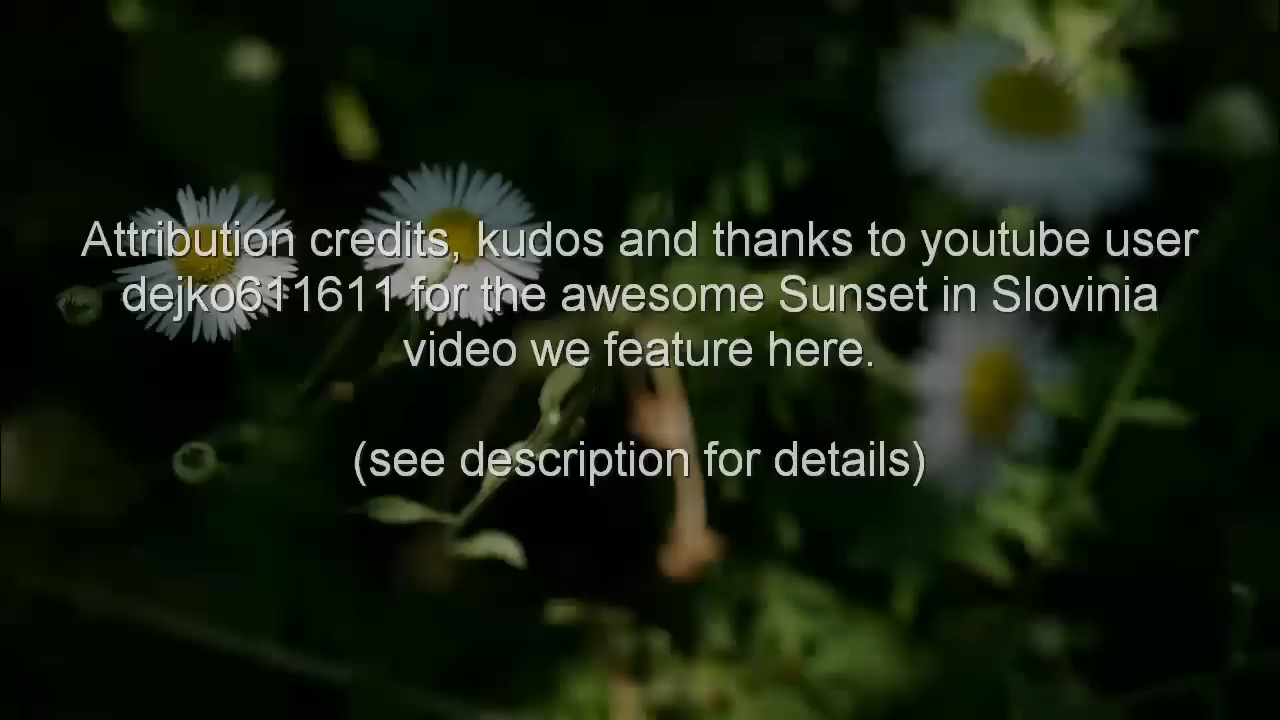 Attribution credits, kudos and thanks to youtube user
dejko611611 for the awesome Sunset in Slovinia
video we feature here.
(see description for details)